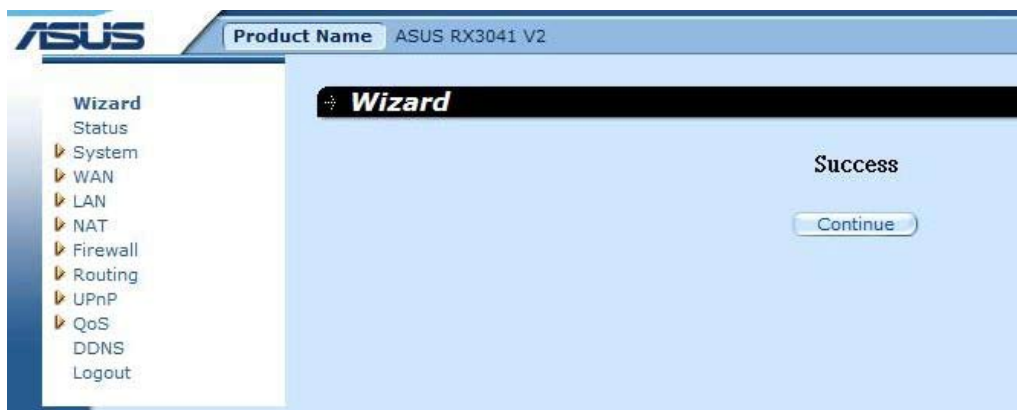 ASUS
Product Name ASUS RX3041 V2
Wizard
Status
System
WAN
LAN
NAT
Firewall
Routing
UPnP
QoS
DDNS
Logout
Wizard
Success
Continue